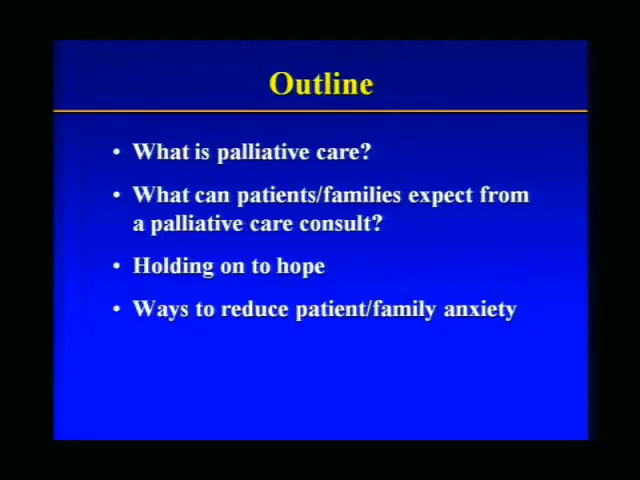 Outline
• What is palliative care?
• What can patients/families expect from
a palliative care consult?
• Holding on to hope
• Ways to reduce patient/family anxiety